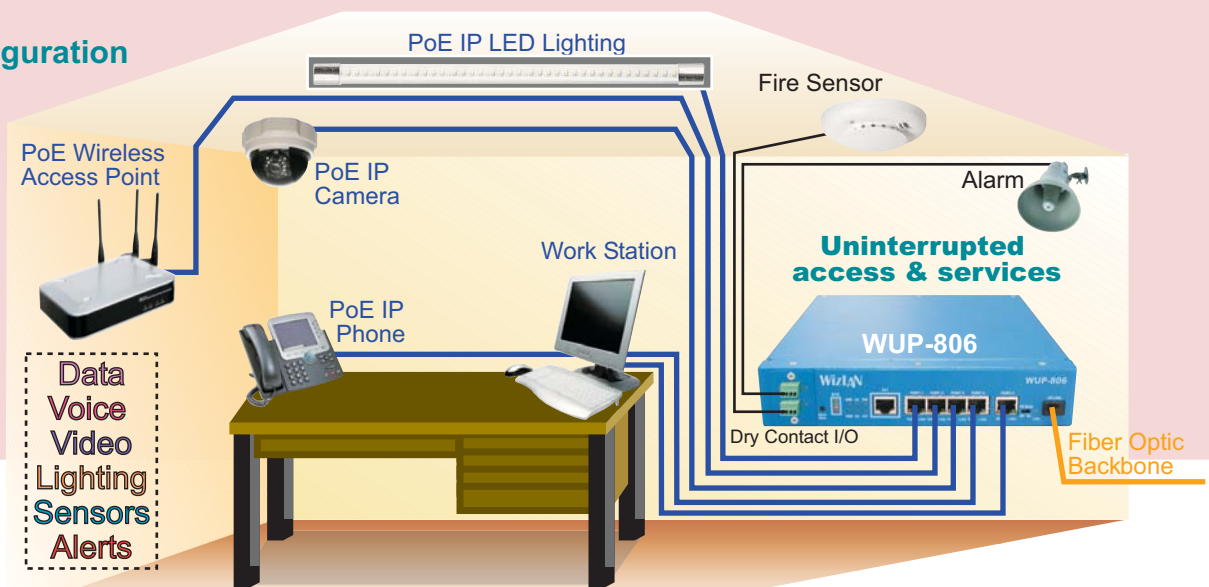 guration
PoE IP LED Lighting
Fire Sensor
PoE Wireless
Access Point
PoE IP
Camera
Alarm
Work Station
Uninterrupted
access & services
PoE IP
Phone
WUP-806
WizLAN
WUP-806
Dry Contact I/O
Fiber Optic
Backbone
Data
Voice
Video
Lighting
Sensors
Alerts